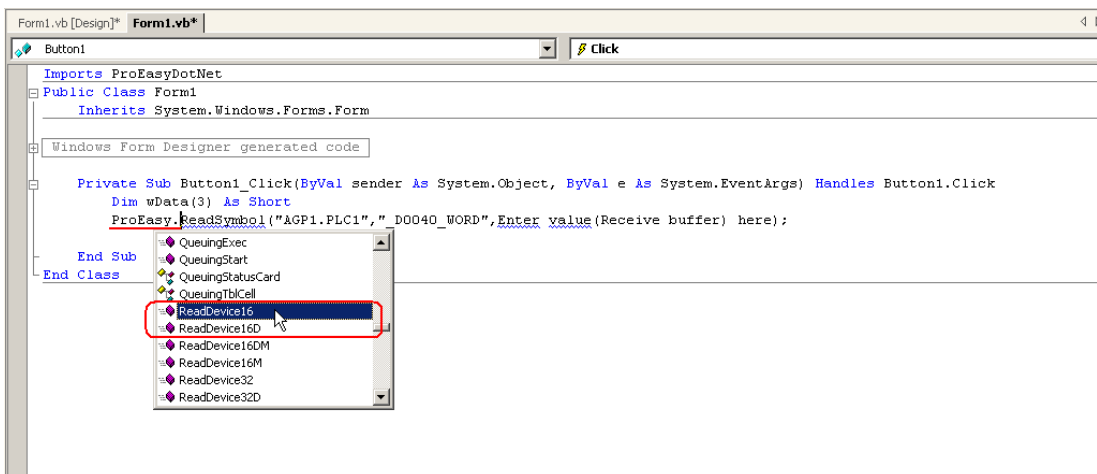 Form1.vb [Design]* Form1.vb*
Button1 Click
Imports ProEasyDotNet
Public Class Form1
Inherits System.Windows.Forms.Form
Windows Form Designer generated code
Private Sub Button1_Click(ByVal sender As System.Object, ByVal e As System.EventArgs) Handles Button1.Click
Dim wData(3) As Short
ProEasy.ReadSymbol("AGP1.PLC1","_D0040_WORD",Enter value(Receive buffer) here);
QueuingExec
End Sub
QueuingStart
End Class
QueuingStatusCard
QueuingTblCell
ReadDevice16
ReadDevice16D
ReadDevice16DM
ReadDevice16M
ReadDevice32
ReadDevice32D